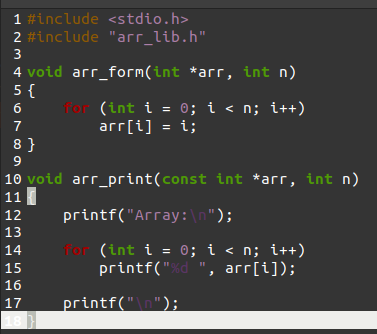 1 #include <stdio.h>
2 #include "arr_lib.h"
3
4 void arr_form(int *arr, int n)
5 {
6     for (int i = 0; i < n; i++)
7         arr[i] = i;
8 }
9
10 void arr_print(const int *arr, int n)
11 {
12     printf("Array:\n");
13
14     for (int i = 0; i < n; i++)
15         printf("%d ", arr[i]);
16
17     printf("\n");
18 }